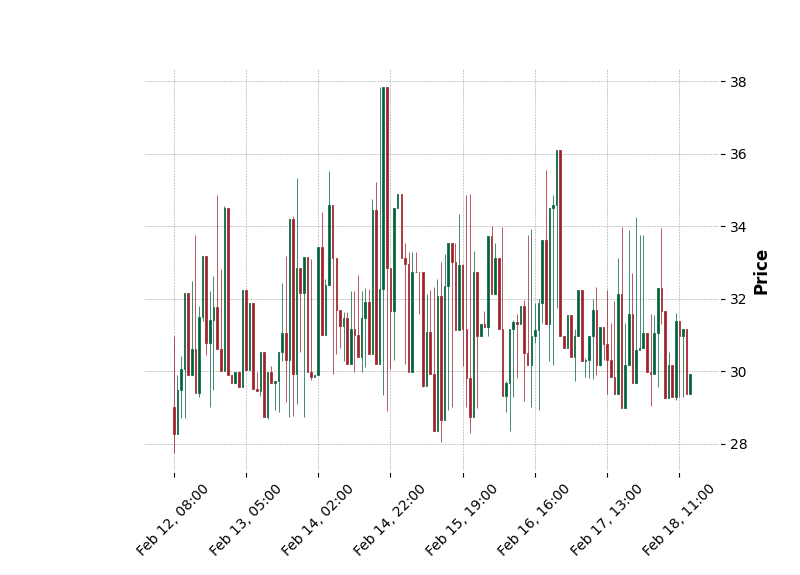 38
36
34
32
30
28
Price
Feb 12, 08:00
Feb 13, 05:00
Feb 14, 02:00
Feb 14, 22:00
Feb 15, 19:00
Feb 16, 16:00
Feb 17, 13:00
Feb 18, 11:00